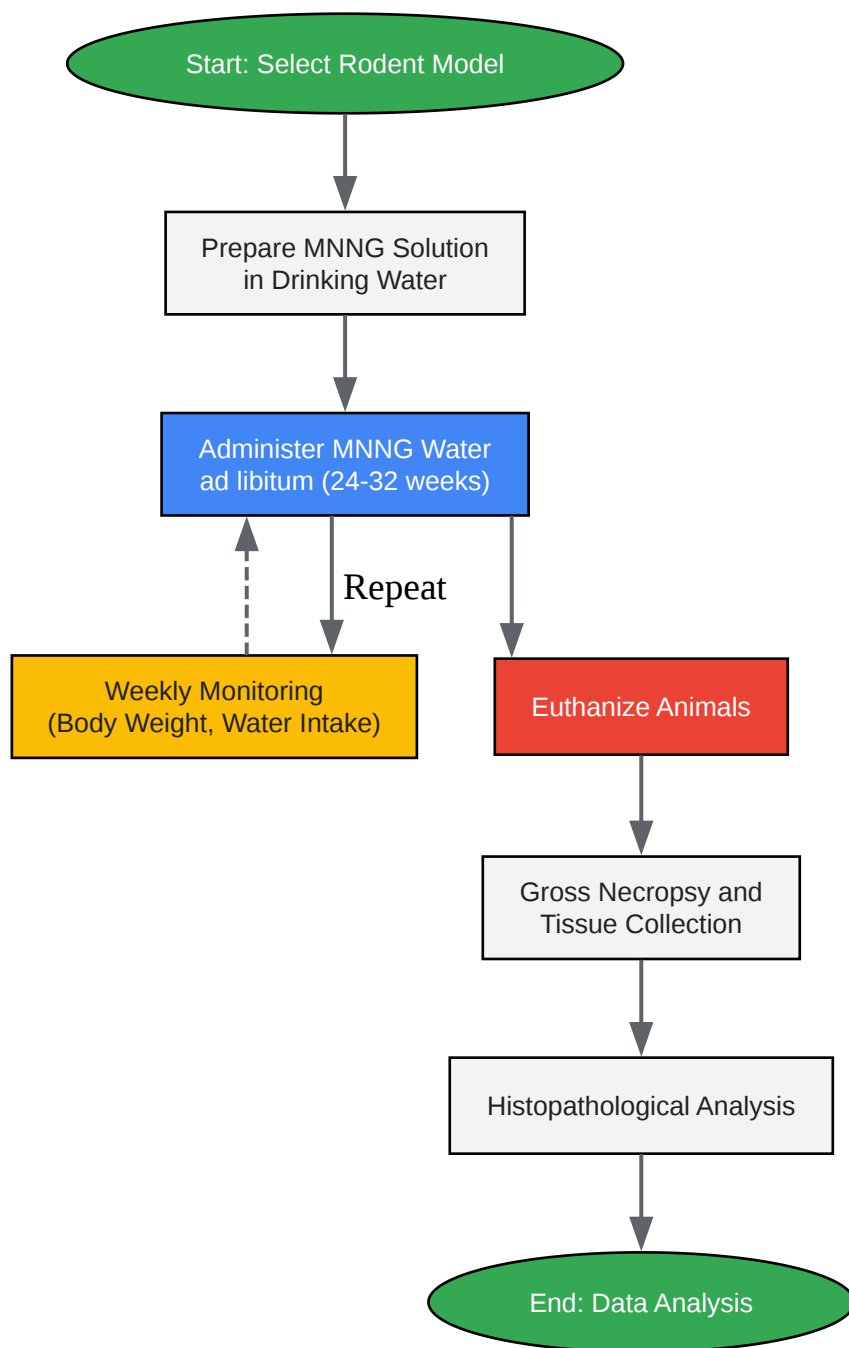 Start: Select Rodent Model
Prepare MNNG Solution
in Drinking Water
Administer MNNG Water
ad libitum (24-32 weeks)
Repeat
Weekly Monitoring
(Body Weight, Water Intake)
Euthanize Animals
Gross Necropsy and
Tissue Collection
Histopathological Analysis
End: Data Analysis